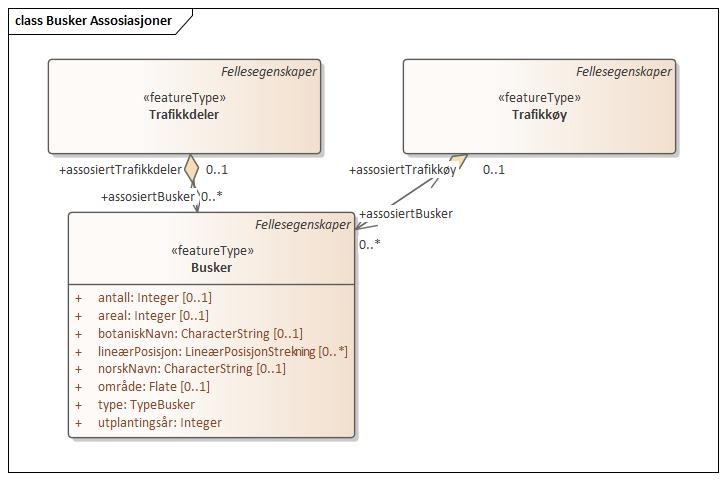 class Busker Assosiasjoner
Fellesegenskaper
«featureType»
Trafikkdeler
Fellesegenskaper
«featureType»
Trafikkøy
+assosiertTrafikkdeler 0..1
+assosiertTrafikkøy 0..1
+assosiertBusker 0..*
+assosiertBusker
0..*
Fellesegenskaper
«featureType»
Busker
+ antall: Integer [0..1]
+ areal: Integer [0..1]
+ botaniskNavn: CharacterString [0..1]
+ lineærPosisjon: LineærPosisjonStrekning [0..*]
+ norskNavn: CharacterString [0..1]
+ område: Flate [0..1]
+ type: TypeBusker
+ utplantingsår: Integer